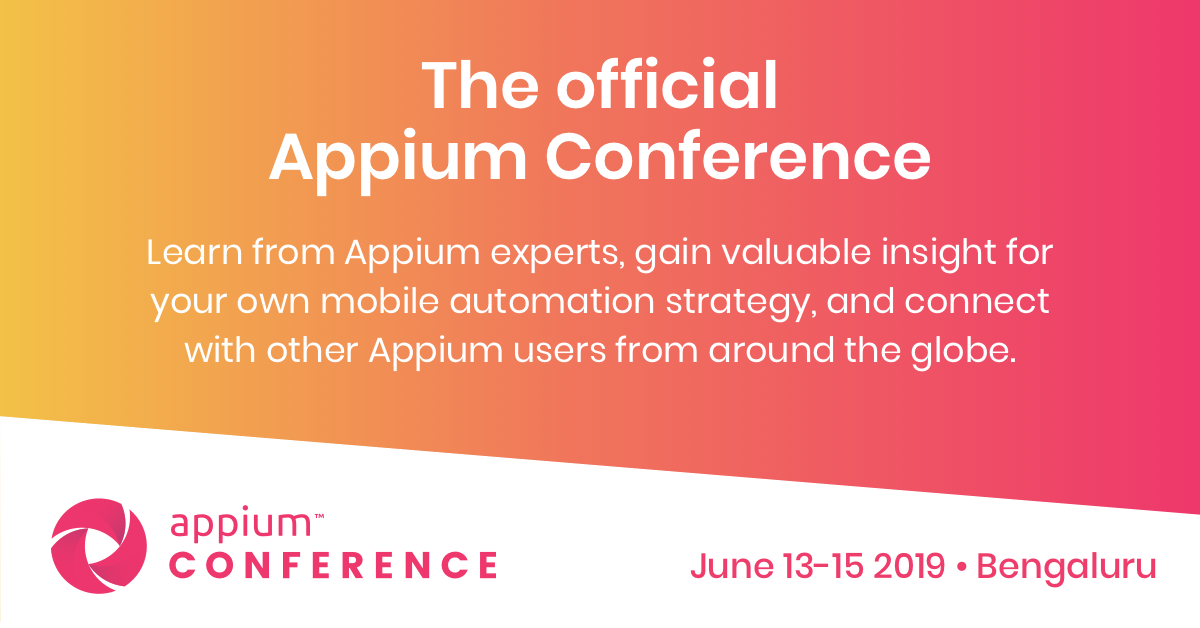 The official
Appium Conference
Learn from Appium experts, gain valuable insight for
your own mobile automation strategy, and connect
with other Appium users from around the globe.
appium™
CONFERENCE
June 13-15 2019 • Bengaluru